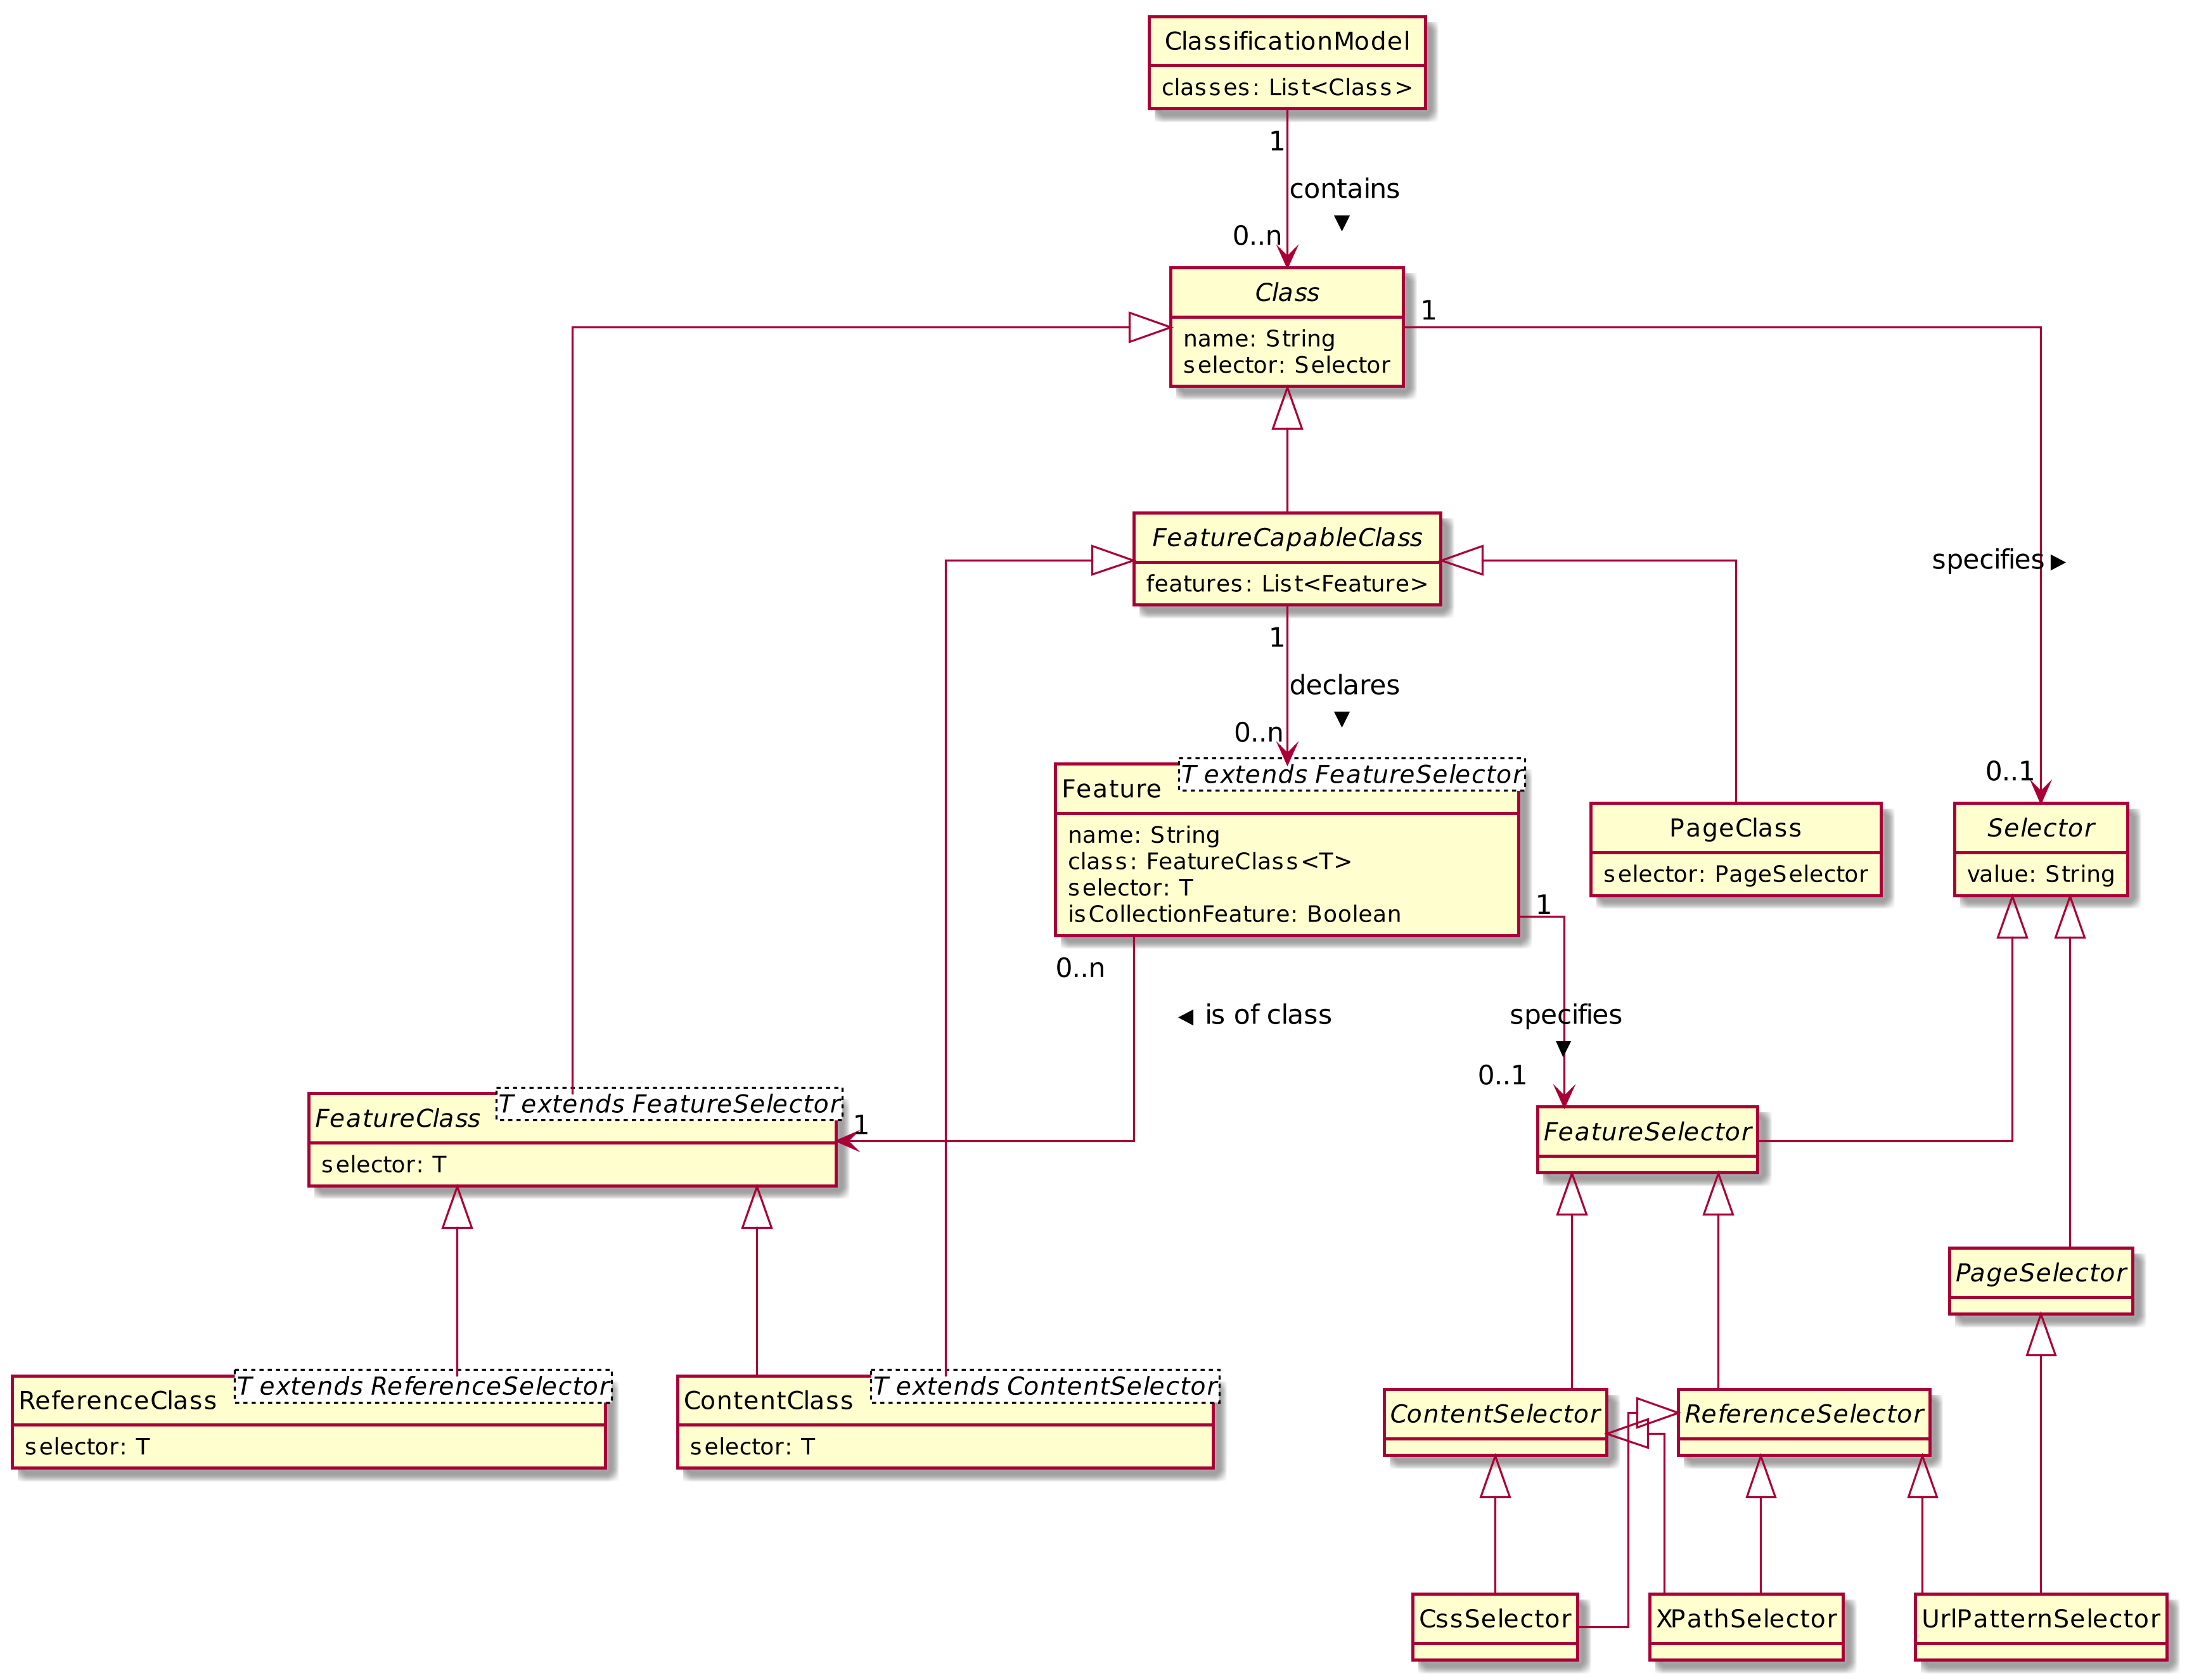 ClassificationModel
classes: List<Class>
1
contains
▼
0..n
Class
name: String
selector: Selector
1
FeatureCapableClass
features: List<Feature>
specifies ►
1
declares
▼
0..n
0..1
T extends FeatureSelector
Feature
name: String
class: FeatureClass<T>
selector: T
isCollectionFeature: Boolean
PageClass
selector: PageSelector
Selector
value: String
1
0..n
◄ is of class
specifies
▼
0..1
T extends FeatureSelector
FeatureClass
selector: T
1
FeatureSelector
PageSelector
T extends ReferenceSelector
ReferenceClass
selector: T
T extends ContentSelector
ContentClass
selector: T
ContentSelector
ReferenceSelector
CssSelector
XPathSelector
UrlPatternSelector